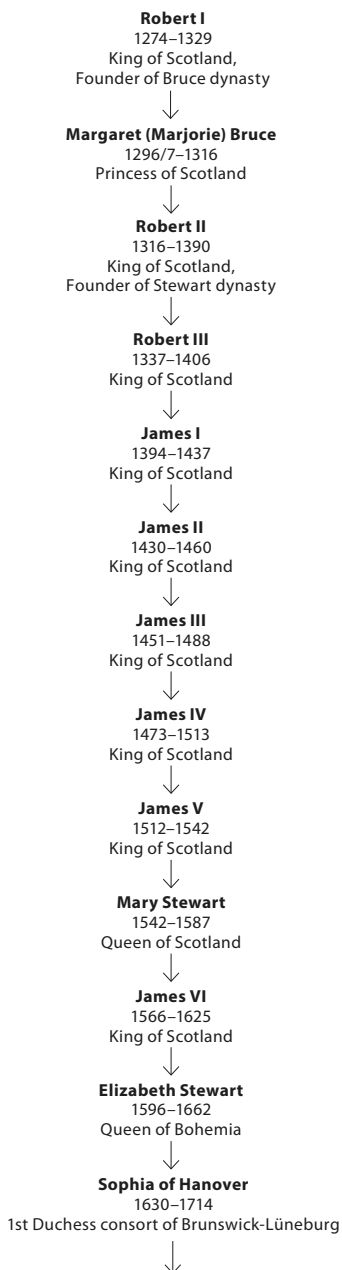 Robert I
1274–1329
King of Scotland,
Founder of Bruce dynasty
Margaret (Marjorie) Bruce
1296/7–1316
Princess of Scotland
Robert II
1316–1390
King of Scotland,
Founder of Stewart dynasty
Robert III
1337–1406
King of Scotland
James I
1394–1437
King of Scotland
James II
1430–1460
King of Scotland
James III
1451–1488
King of Scotland
James IV
1473–1513
King of Scotland
James V
1512–1542
King of Scotland
Mary Stewart
1542–1587
Queen of Scotland
James VI
1566–1625
King of Scotland
Elizabeth Stewart
1596–1662
Queen of Bohemia
Sophia of Hanover
1630–1714
1st Duchess consort of Brunswick-Lüneburg